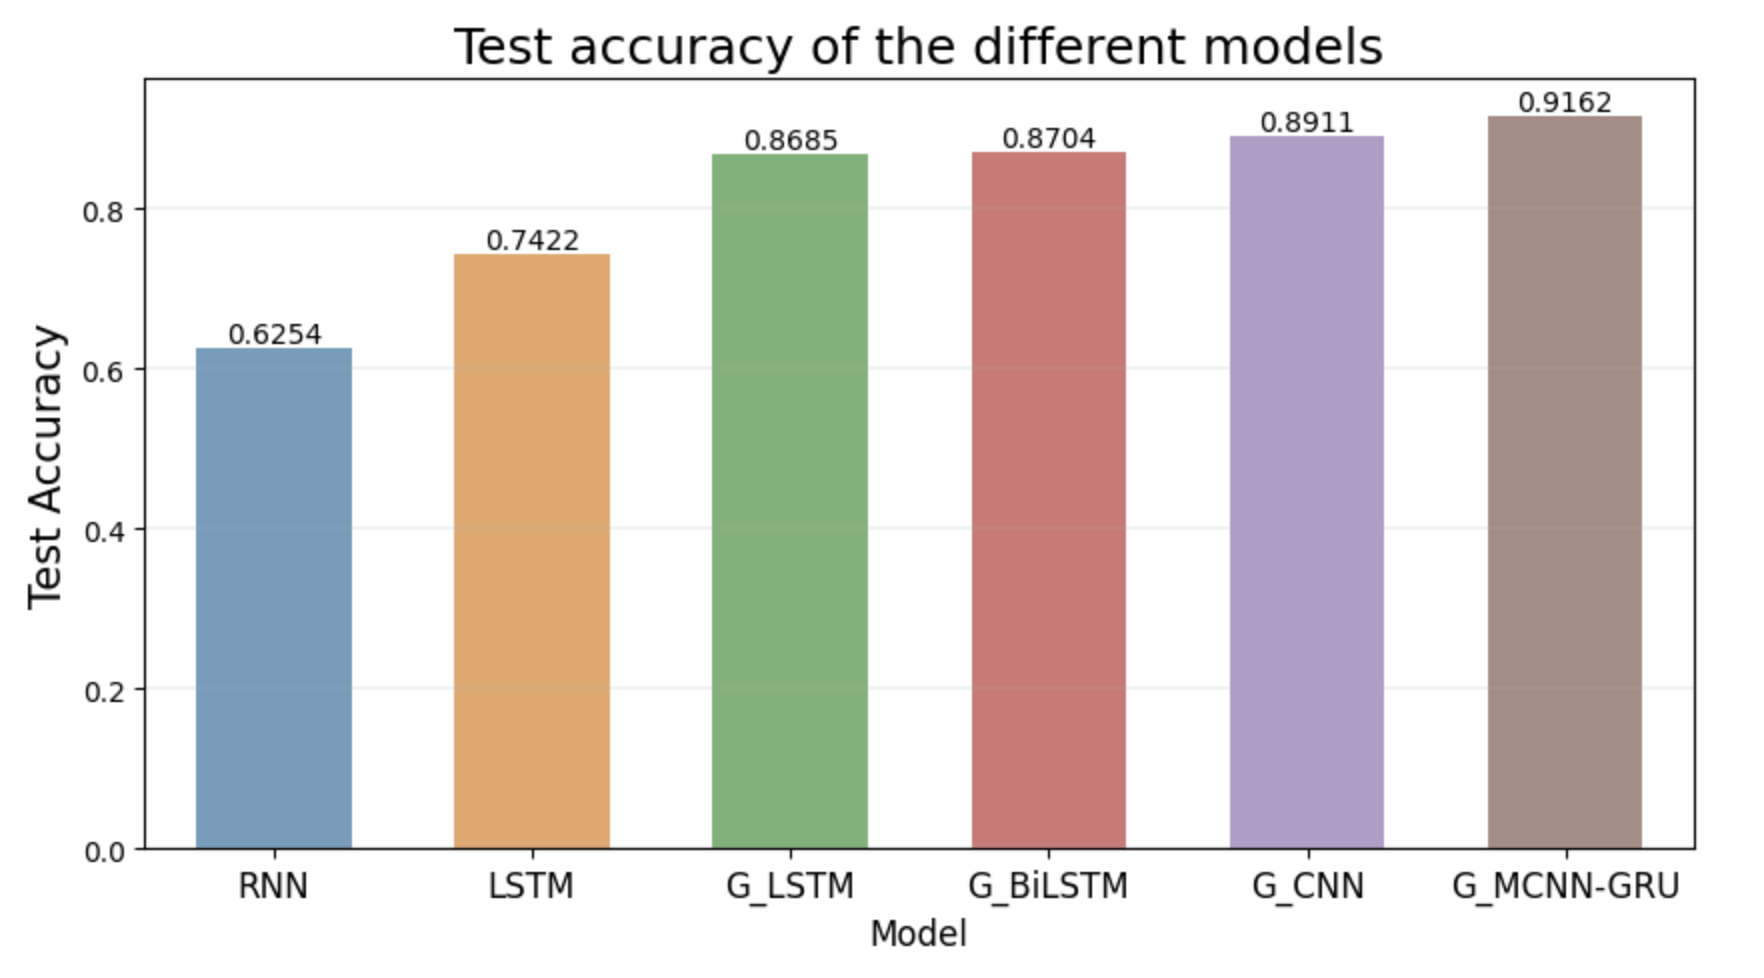 Test accuracy of the different models
0.9162
0.8911
0.8704
0.8685
0.7422
0.6254
0.8
0.6
0.4
0.2
0.0
Test Accuracy
RNN LSTM G_LSTM G_BiLSTM G_CNN G_MCNN-GRU
Model